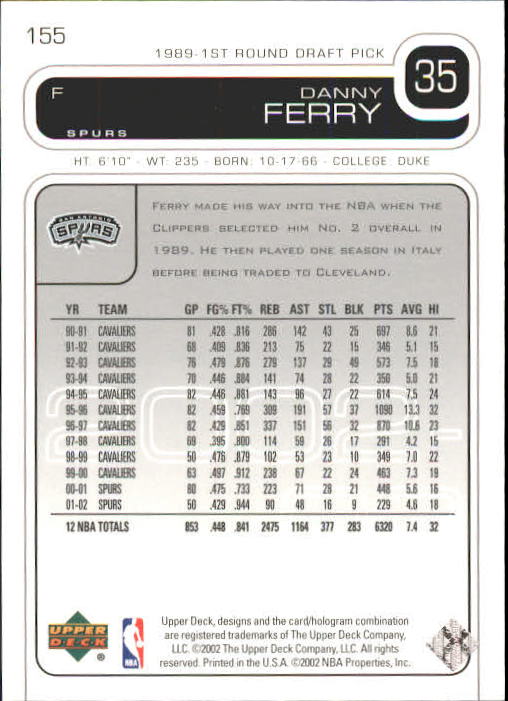 155
1989-1ST ROUND DRAFT PICK
35
F
DANNY
FERRY
SPURS
HT: 6'10" - WT: 235 - BORN: 10-17-66 - COLLEGE: DUKE
SAN ANTONIO
SPURS
FERRY MADE HIS WAY INTO THE NBA WHEN THE
CLIPPERS SELECTED HIM NO. 2 OVERALL IN
1989. HE THEN PLAYED ONE SEASON IN ITALY
BEFORE BEING TRADED TO CLEVELAND.
YR TEAM GP FG% FT% REB AST STL BLK PTS AVG HI
90-91 CAVALIERS 81 .428 .816 286 142 43 25 697 8.6 21
91-92 CAVALIERS 68 .409 .836 213 75 22 15 346 5.1 15
92-93 CAVALIERS 76 .479 .876 279 137 29 49 573 7.5 18
93-94 CAVALIERS 70 .446 .884 141 74 28 22 350 5.0 21
94-95 CAVALIERS 82 .446 .881 143 96 27 22 614 7.5 24
95-96 CAVALIERS 82 .459 .769 309 191 57 37 1090 13.3 32
96-97 CAVALIERS 82 .429 .851 337 151 56 32 870 10.6 23
97-98 CAVALIERS 69 .395 .800 114 59 26 17 291 4.2 15
98-99 CAVALIERS 50 .476 .879 102 53 23 10 349 7.0 22
99-00 CAVALIERS 63 .497 .912 238 67 22 24 463 7.3 19
00-01 SPURS 80 .475 .733 223 71 28 21 448 5.6 16
01-02 SPURS 50 .429 .944 90 48 16 9 229 4.6 18
12 NBA TOTALS 853 .448 .841 2475 1164 377 283 6320 7.4 32
UPPER
DECK
®
NBA
Upper Deck, designs and the card/hologram combination
are registered trademarks of The Upper Deck Company,
LLC. ©2002 The Upper Deck Company, LLC. All rights
reserved. Printed in the U.S.A. ©2002 NBA Properties, Inc.